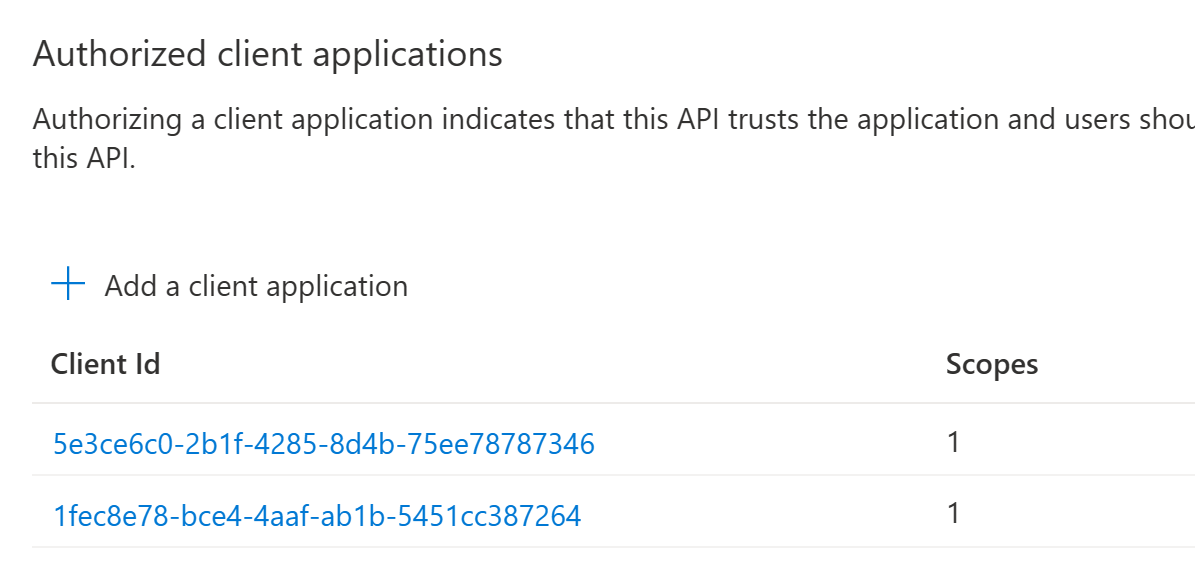 Authorized client applications
Authorizing a client application indicates that this API trusts the application and users shou
this API.
Add a client application
Client Id Scopes
5e3ce6c0-2b1f-4285-8d4b-75ee78787346 1
1fec8e78-bce4-4aaf-ab1b-5451cc387264 1